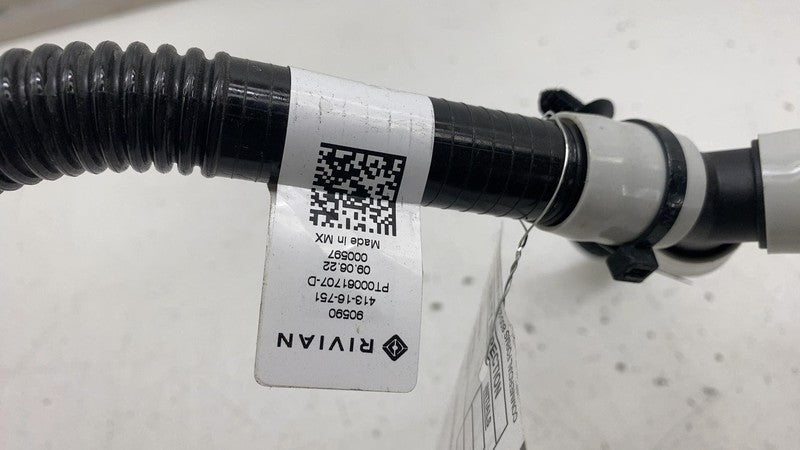 RIVIAN
90590
413-16-751
PT00061707-D
09.06.22
000597
Made in MX